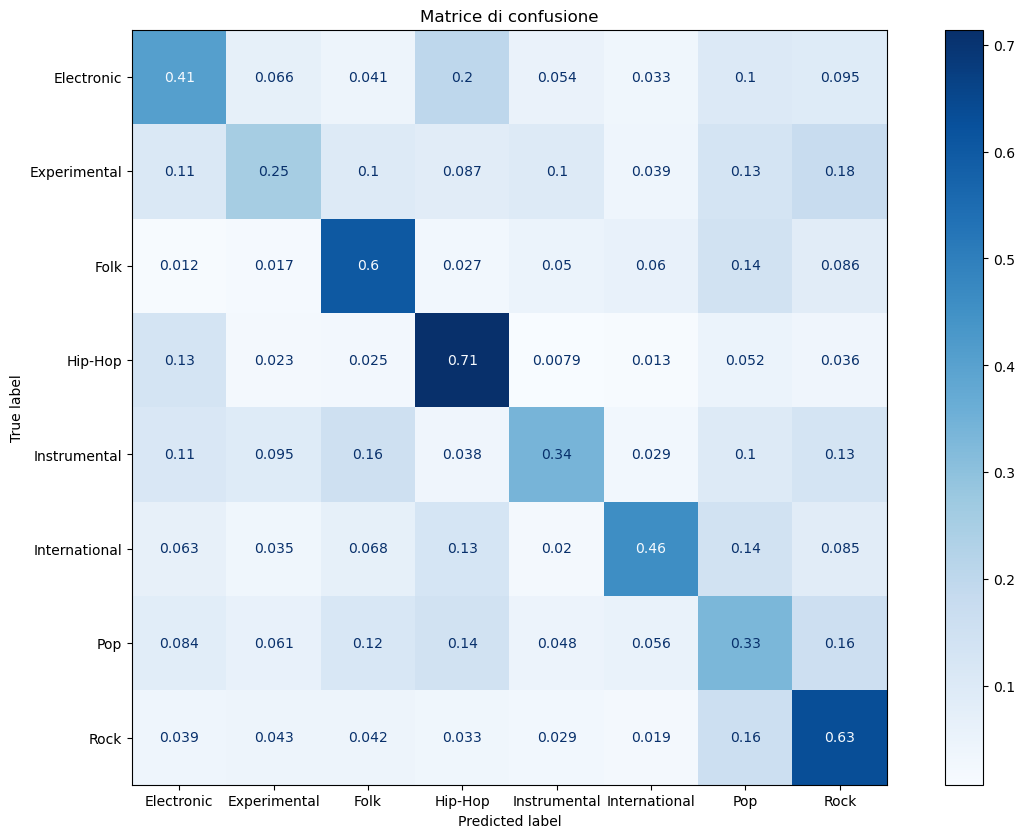 Matrice di confusione
True label
Electronic 0.41 0.066 0.041 0.2 0.054 0.033 0.1 0.095
Experimental 0.11 0.25 0.1 0.087 0.1 0.039 0.13 0.18
Folk 0.012 0.017 0.6 0.027 0.05 0.06 0.14 0.086
Hip-Hop 0.13 0.023 0.025 0.71 0.0079 0.013 0.052 0.036
Instrumental 0.11 0.095 0.16 0.038 0.34 0.029 0.1 0.13
International 0.063 0.035 0.068 0.13 0.02 0.46 0.14 0.085
Pop 0.084 0.061 0.12 0.14 0.048 0.056 0.33 0.16
Rock 0.039 0.043 0.042 0.033 0.029 0.019 0.16 0.63
Electronic Experimental Folk Hip-Hop Instrumental International Pop Rock
Predicted label
0.7
0.6
0.5
0.4
0.3
0.2
0.1